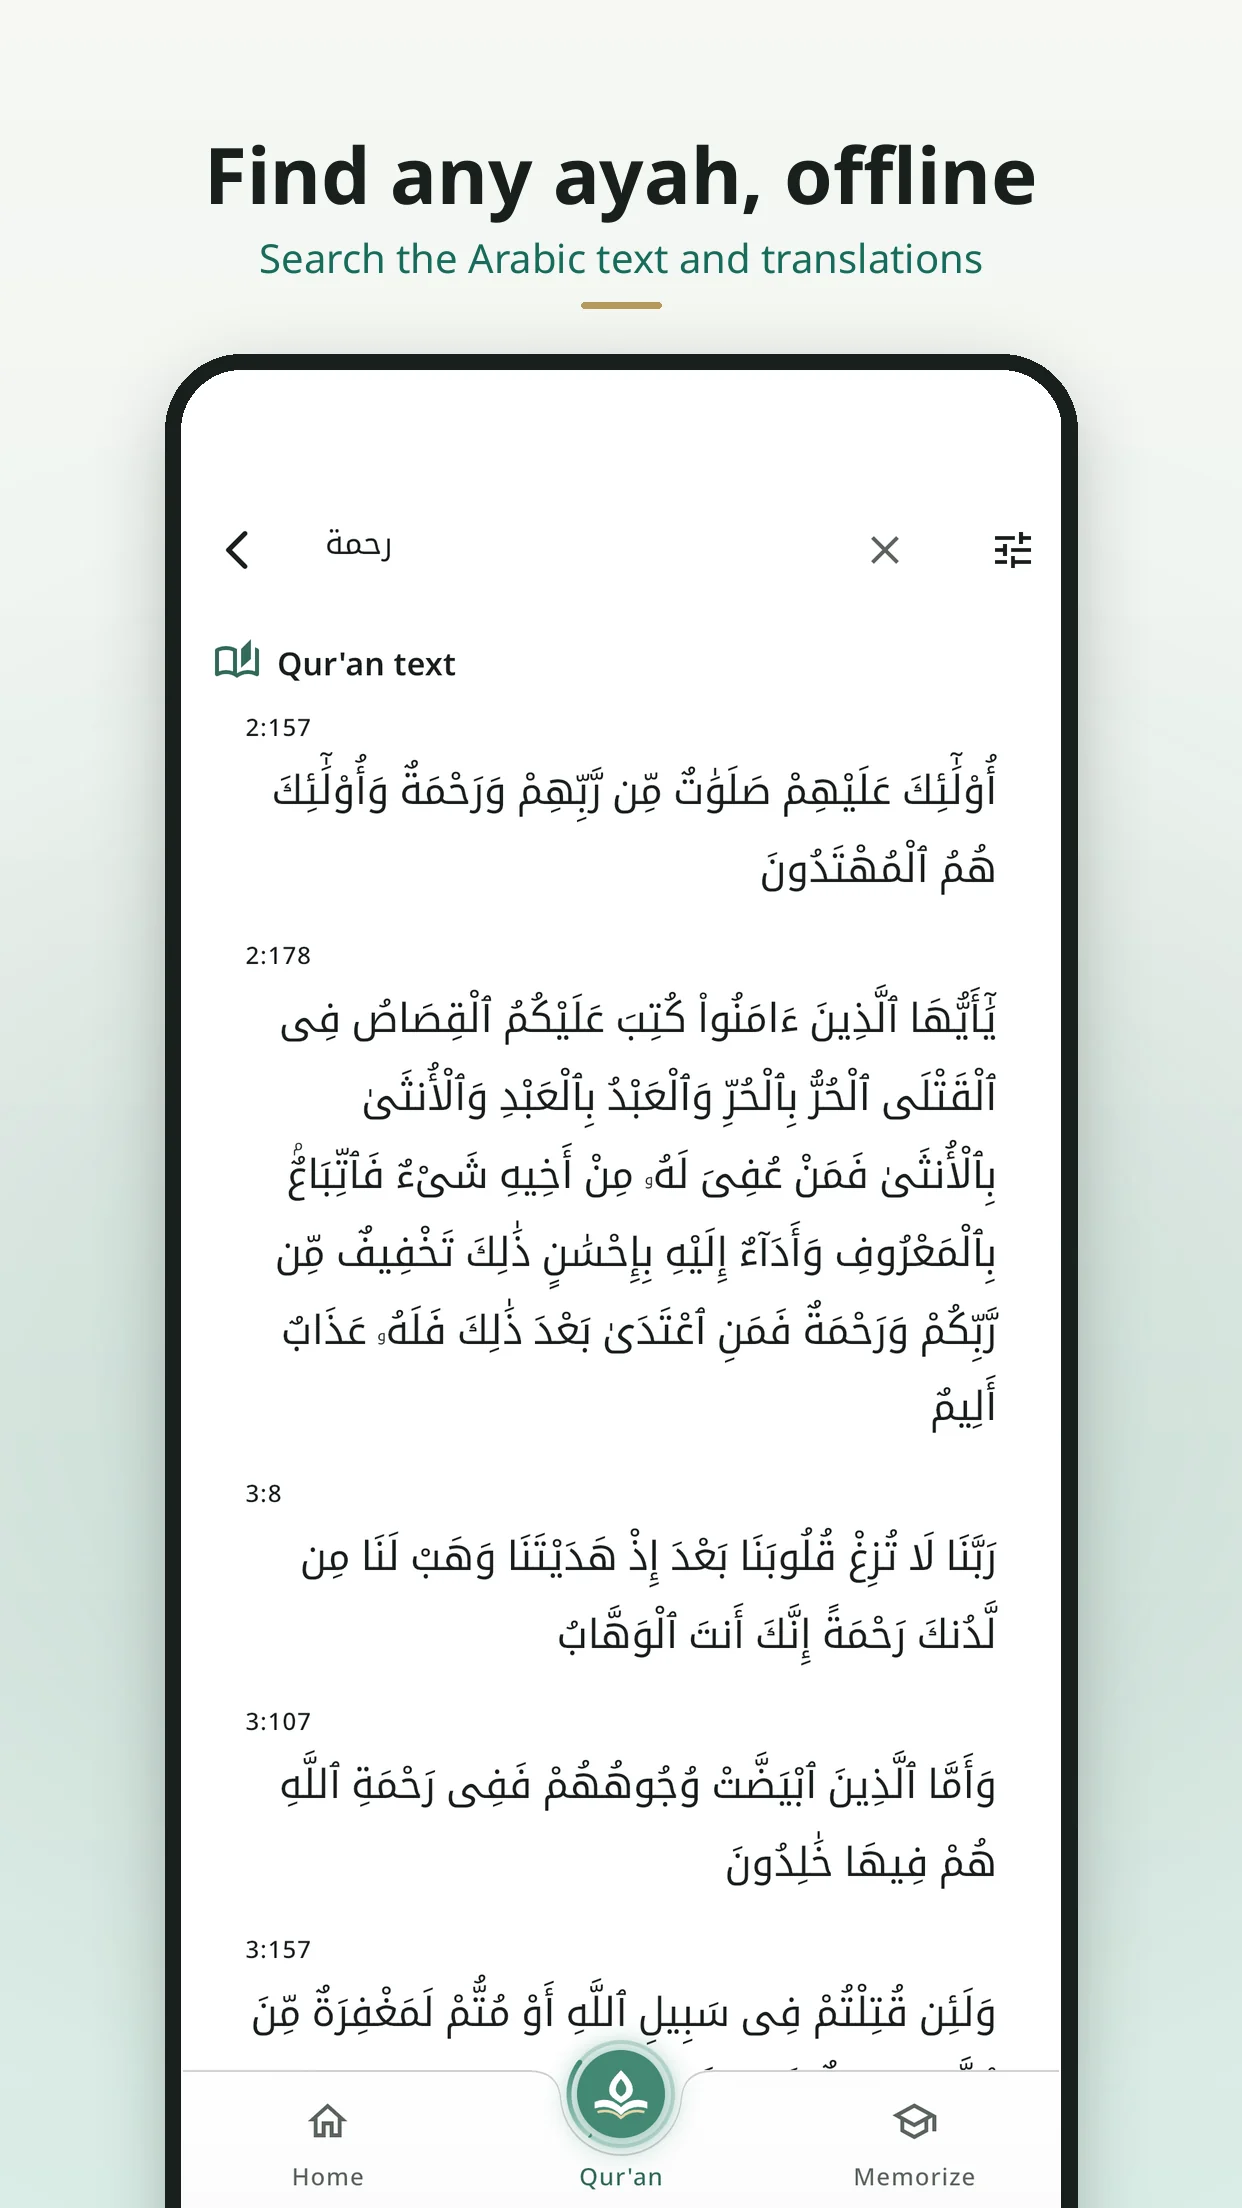 Find any ayah, offline
Search the Arabic text and translations
رحمة
Qur'an text
2:157
أُو۟لَٰٓئِكَ عَلَيْهِمْ صَلَوَٰتٌ مِّن رَّبِّهِمْ وَرَحْمَةٌ وَأُو۟لَٰٓئِكَ
هُمُ ٱلْمُهْتَدُونَ
2:178
يَٰٓأَيُّهَا ٱلَّذِينَ ءَامَنُوا۟ كُتِبَ عَلَيْكُمُ ٱلْقِصَاصُ فِى
ٱلْقَتْلَى ٱلْحُرُّ بِٱلْحُرِّ وَٱلْعَبْدُ بِٱلْعَبْدِ وَٱلْأُنثَىٰ
بِٱلْأُنثَىٰ فَمَنْ عُفِىَ لَهُۥ مِنْ أَخِيهِ شَىْءٌ فَٱتِّبَاعٌۢ
بِٱلْمَعْرُوفِ وَأَدَآءٌ إِلَيْهِ بِإِحْسَٰنٍ ذَٰلِكَ تَخْفِيفٌ مِّن
رَّبِّكُمْ وَرَحْمَةٌ فَمَنِ ٱعْتَدَىٰ بَعْدَ ذَٰلِكَ فَلَهُۥ عَذَابٌ
أَلِيمٌ
3:8
رَبَّنَا لَا تُزِغْ قُلُوبَنَا بَعْدَ إِذْ هَدَيْتَنَا وَهَبْ لَنَا مِن
لَّدُنكَ رَحْمَةً إِنَّكَ أَنتَ ٱلْوَهَّابُ
3:107
وَأَمَّا ٱلَّذِينَ ٱبْيَضَّتْ وُجُوهُهُمْ فَفِى رَحْمَةِ ٱللَّهِ
هُمْ فِيهَا خَٰلِدُونَ
3:157
وَلَئِن قُتِلْتُمْ فِى سَبِيلِ ٱللَّهِ أَوْ مُتُّمْ لَمَغْفِرَةٌ مِّنَ
Home
Qur'an
Memorize